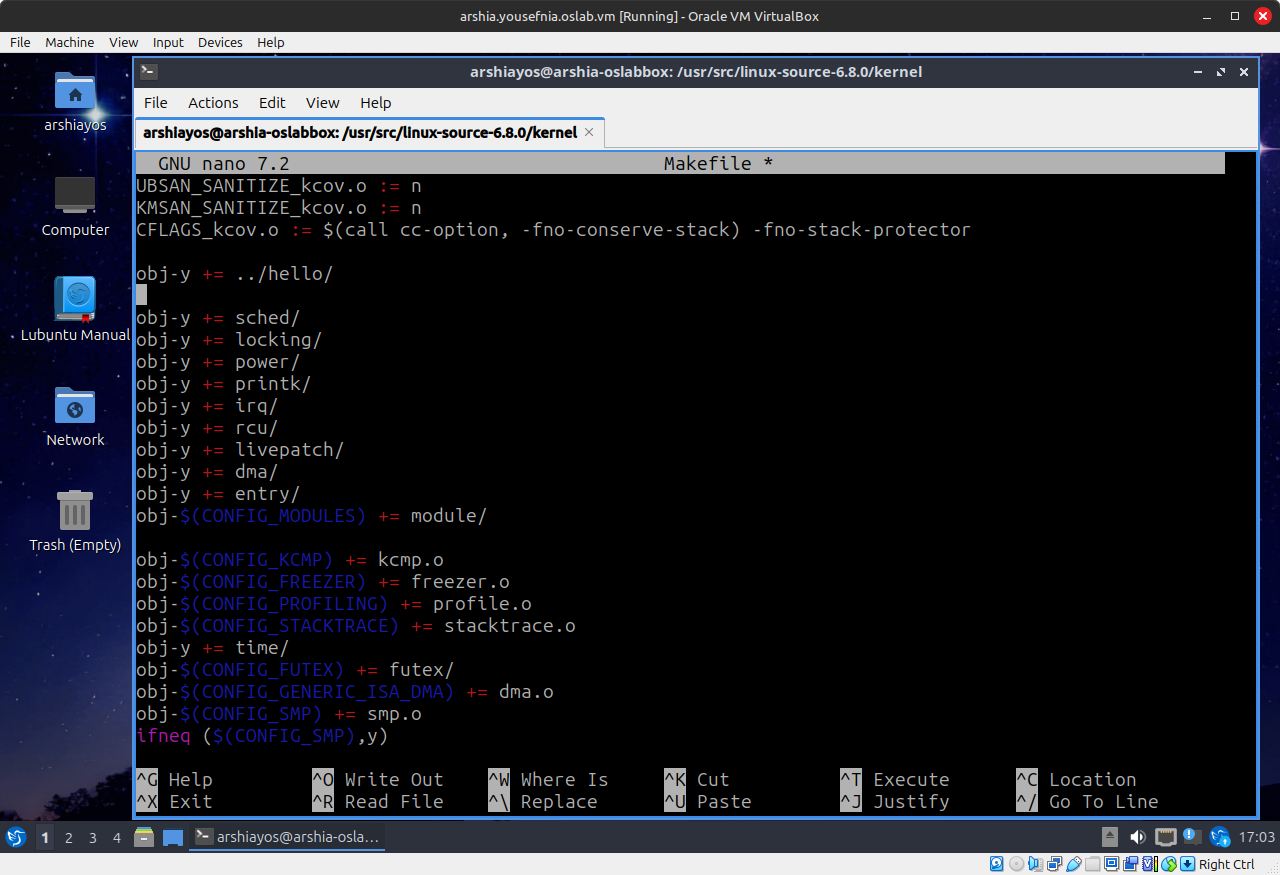 arshia.yousefnia.oslab.vm [Running] - Oracle VM VirtualBox
File Machine View Input Devices Help
arshiayos@arshia-oslabbox: /usr/src/linux-source-6.8.0/kernel
File Actions Edit View Help
arshiayos@arshia-oslabbox: /usr/src/linux-source-6.8.0/kernel
GNU nano 7.2 Makefile *
UBSAN_SANITIZE_kcov.o := n
KMSAN_SANITIZE_kcov.o := n
CFLAGS_kcov.o := $(call cc-option, -fno-conserve-stack) -fno-stack-protector
obj-y += ../hello/
obj-y += sched/
obj-y += locking/
obj-y += power/
obj-y += printk/
obj-y += irq/
obj-y += rcu/
obj-y += livepatch/
obj-y += dma/
obj-y += entry/
obj-$(CONFIG_MODULES) += module/
obj-$(CONFIG_KCMP) += kcmp.o
obj-$(CONFIG_FREEZER) += freezer.o
obj-$(CONFIG_PROFILING) += profile.o
obj-$(CONFIG_STACKTRACE) += stacktrace.o
obj-y += time/
obj-$(CONFIG_FUTEX) += futex/
obj-$(CONFIG_GENERIC_ISA_DMA) += dma.o
obj-$(CONFIG_SMP) += smp.o
ifneq ($(CONFIG_SMP),y)
^G Help ^O Write Out ^W Where Is ^K Cut ^T Execute ^C Location
^X Exit ^R Read File ^\ Replace ^U Paste ^J Justify ^/ Go To Line
arshiayos
Computer
Lubuntu Manual
Network
Trash (Empty)
1 2 3 4 arshiayos@arshia-osla... 17:03
Right Ctrl